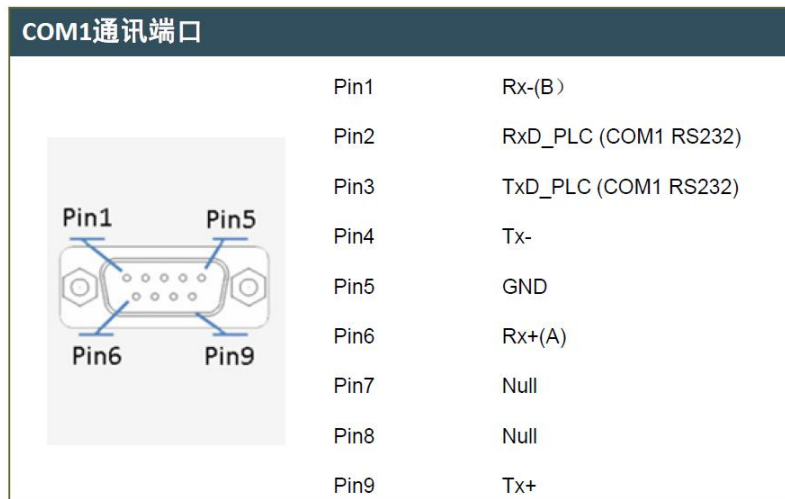 COM1通讯端口
Pin1 Rx-(B）
Pin2 RxD_PLC (COM1 RS232)
Pin3 TxD_PLC (COM1 RS232)
Pin4 Tx-
Pin5 GND
Pin6 Rx+(A)
Pin7 Null
Pin8 Null
Pin9 Tx+
Pin1 Pin5
Pin6 Pin9